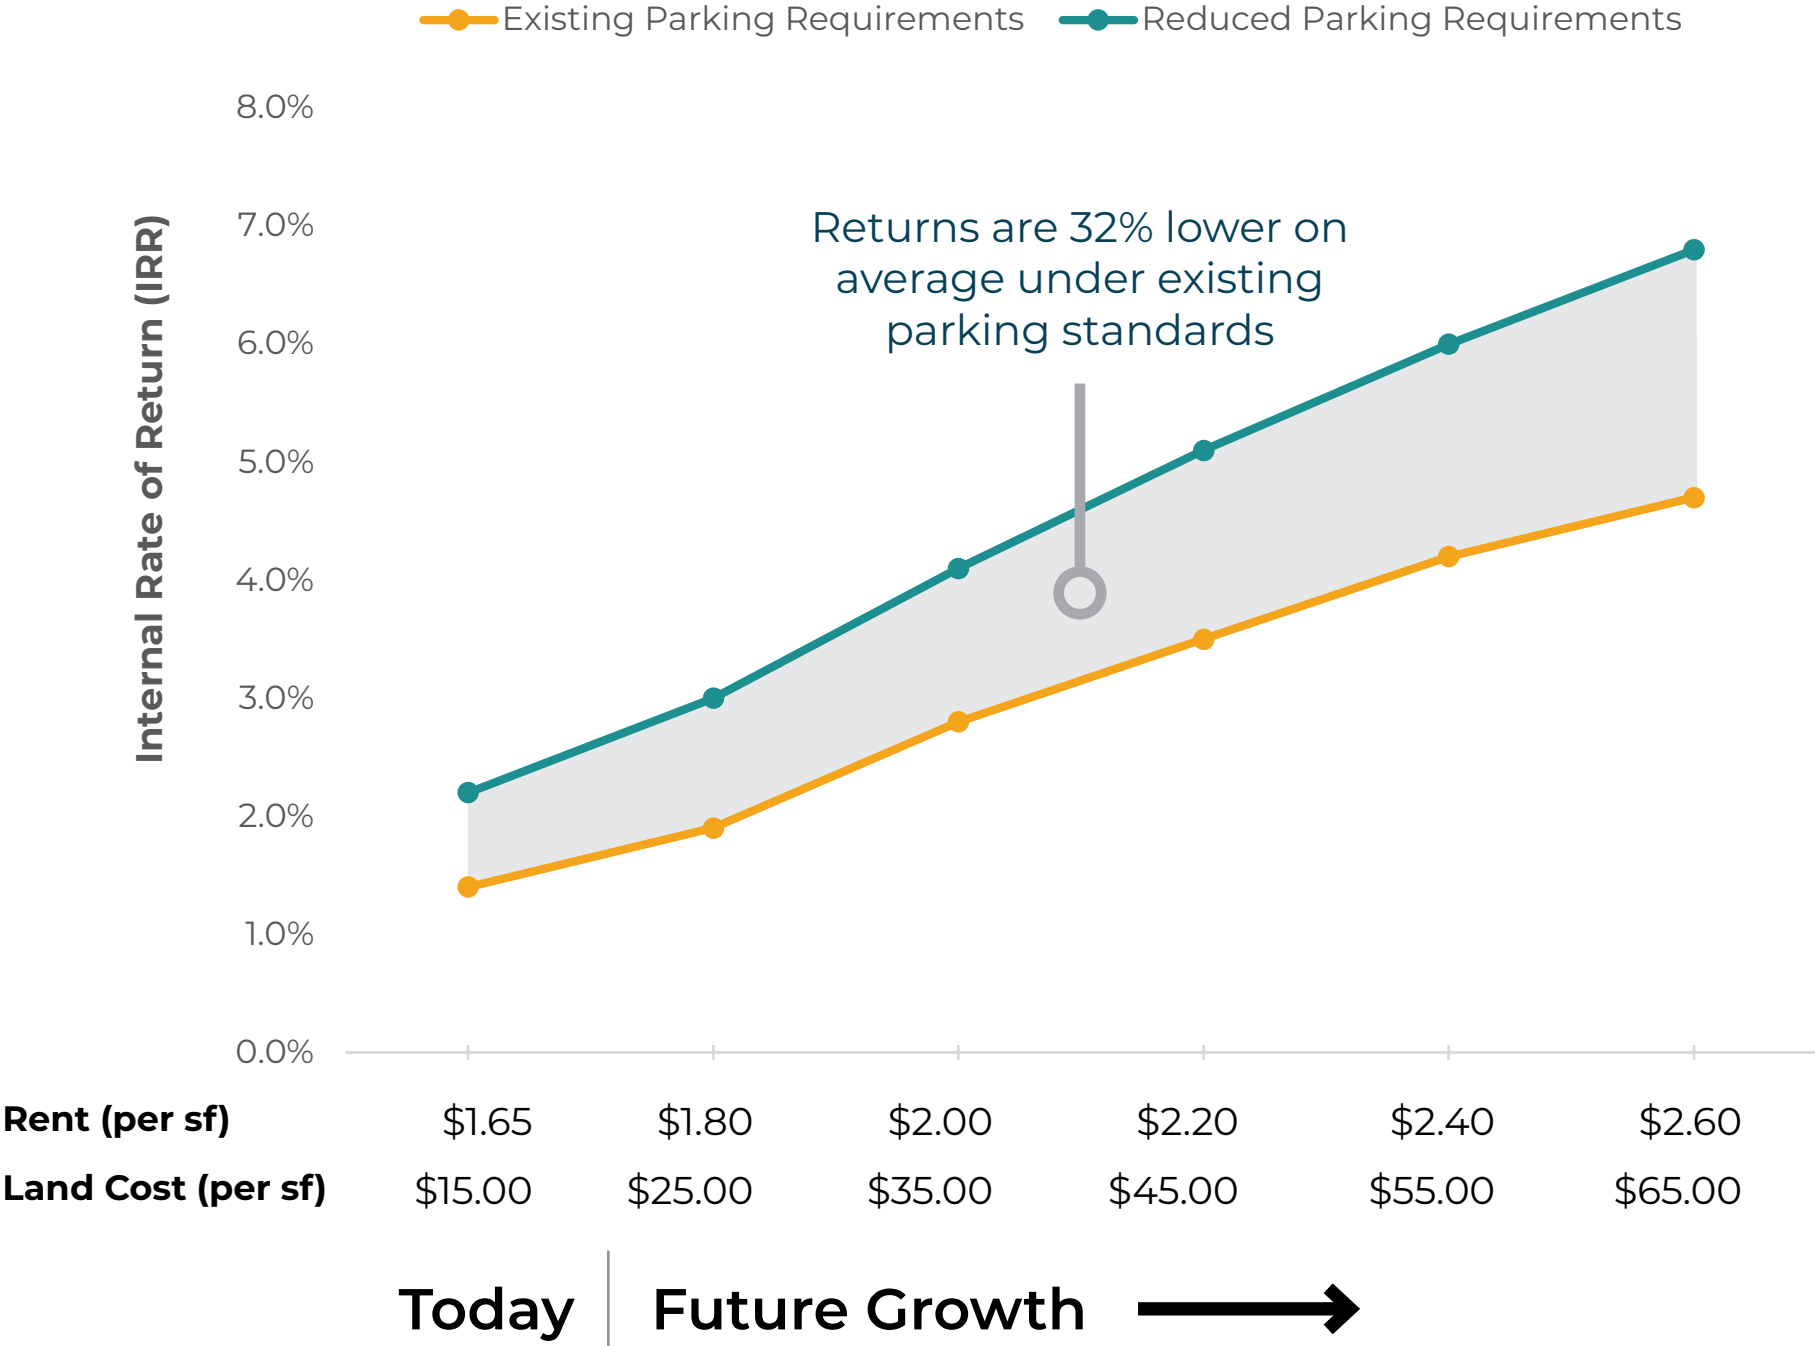 Existing Parking Requirements Reduced Parking Requirements
8.0%
7.0%
6.0%
5.0%
4.0%
3.0%
2.0%
1.0%
0.0%
Internal Rate of Return (IRR)
Returns are 32% lower on
average under existing
parking standards
Rent (per sf) $1.65 $1.80 $2.00 $2.20 $2.40 $2.60
Land Cost (per sf) $15.00 $25.00 $35.00 $45.00 $55.00 $65.00
Today Future Growth